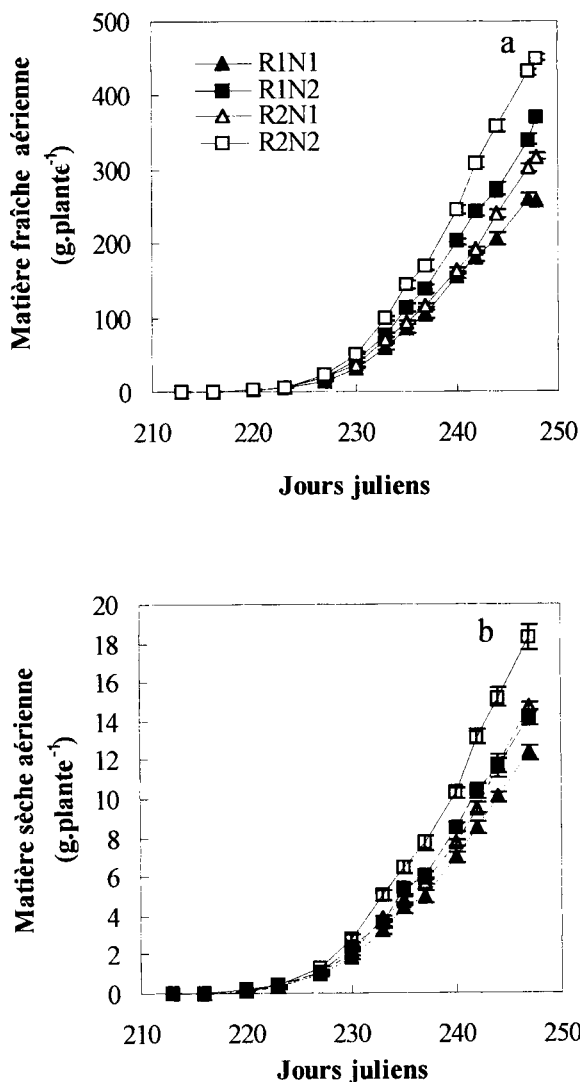 500
400
300
200
100
0
Matière fraîche aérienne
(g.plante⁻¹)
a
R1N1
R1N2
R2N1
R2N2
210 220 230 240 250
Jours juliens
20
18
16
14
12
10
8
6
4
2
0
Matière sèche aérienne
(g.plante⁻¹)
b
210 220 230 240 250
Jours juliens